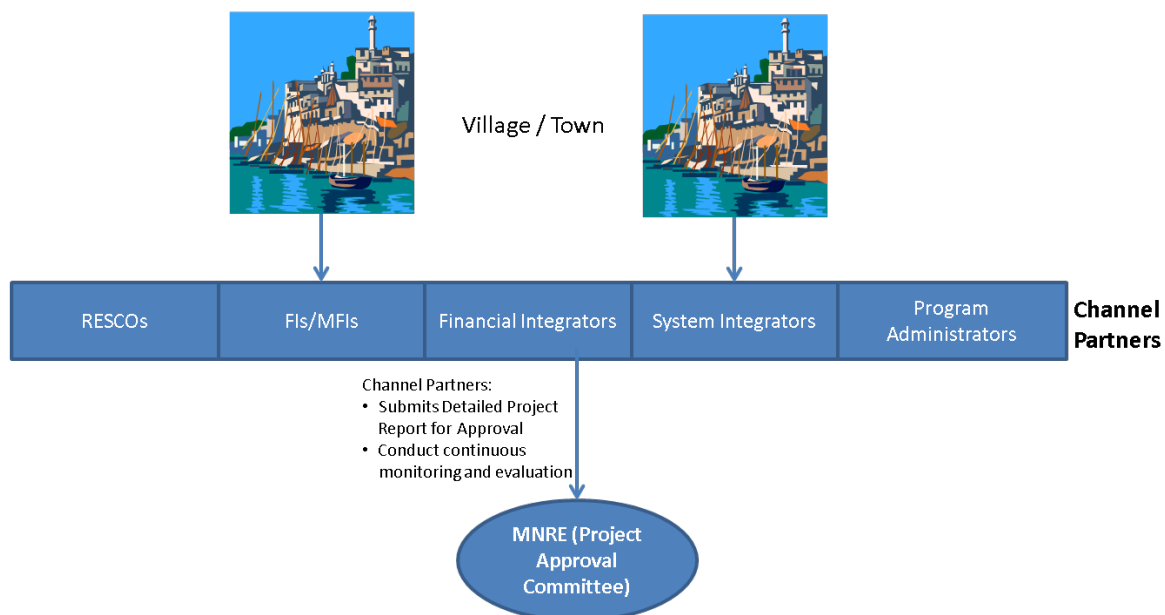 Village / Town
RESCOs
FIs/MFIs
Financial Integrators
System Integrators
Program
Administrators
Channel
Partners
Channel Partners:
• Submits Detailed Project
Report for Approval
• Conduct continuous
monitoring and evaluation
MNRE (Project
Approval
Committee)